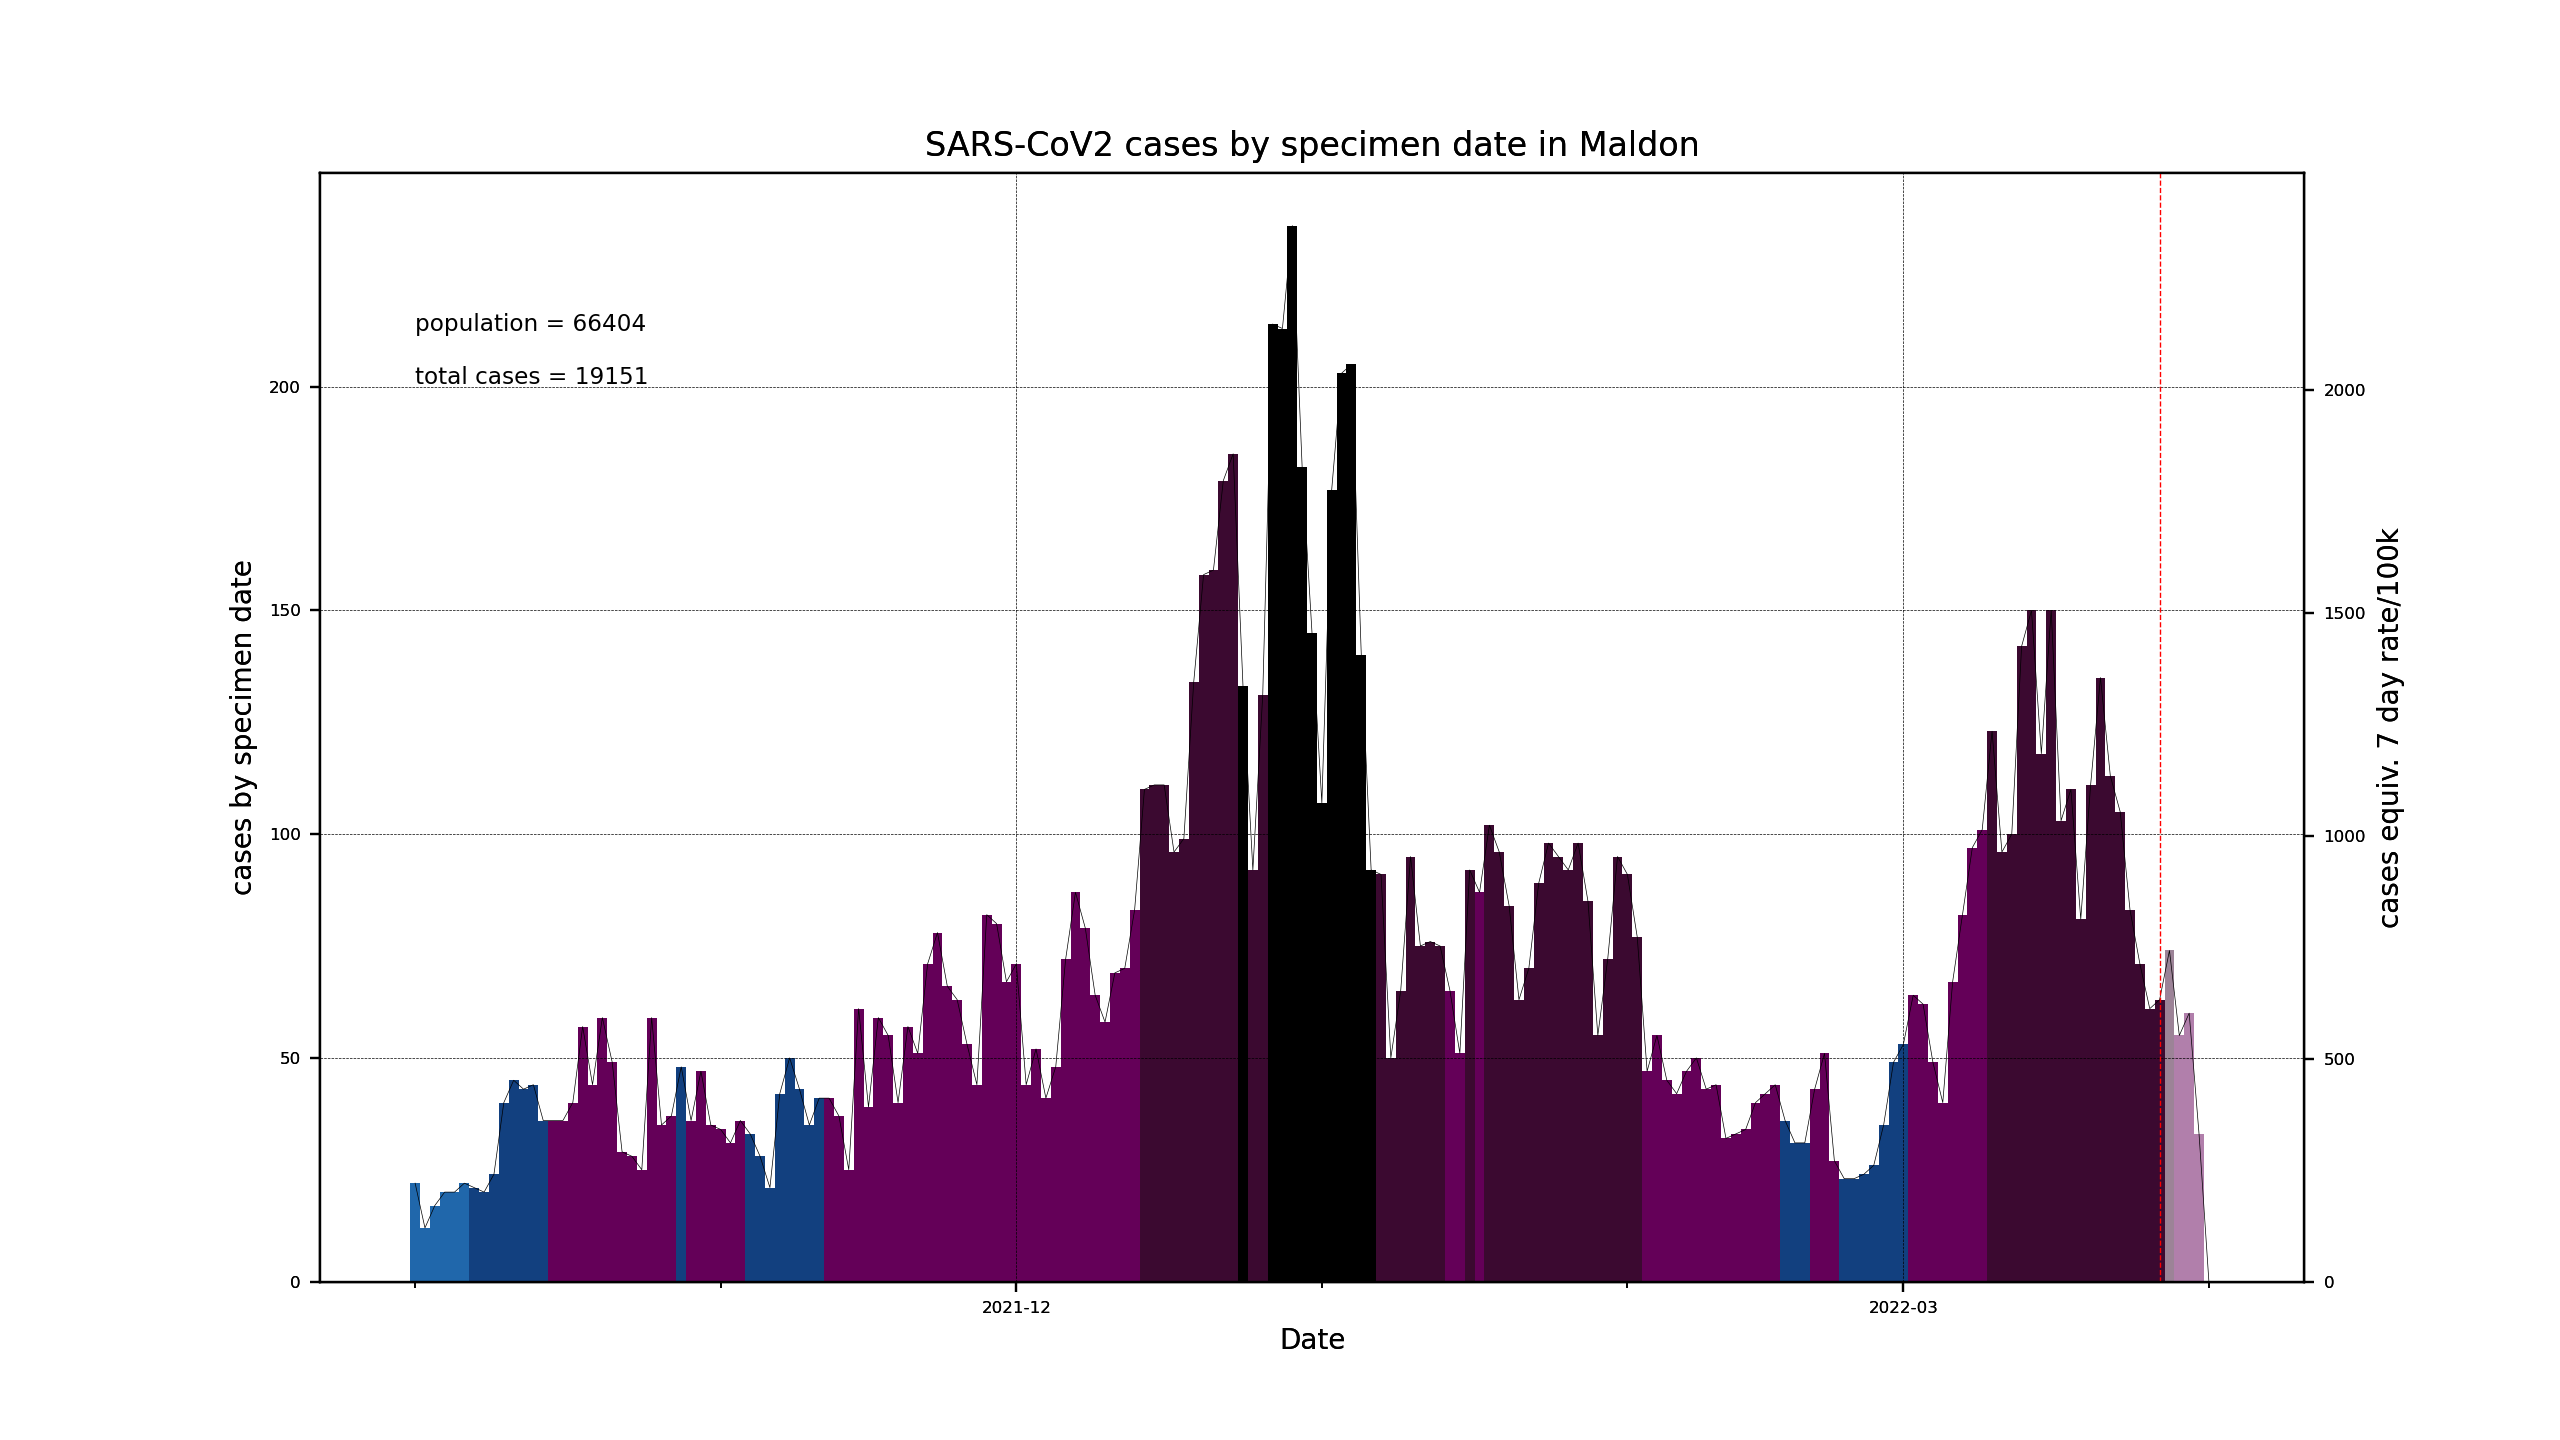 SARS-CoV2 cases by specimen date in Maldon
population = 66404
total cases = 19151
cases by specimen date
200
150
100
50
0
2000
1500
1000
500
0
cases equiv. 7 day rate/100k
2021-12
2022-03
Date